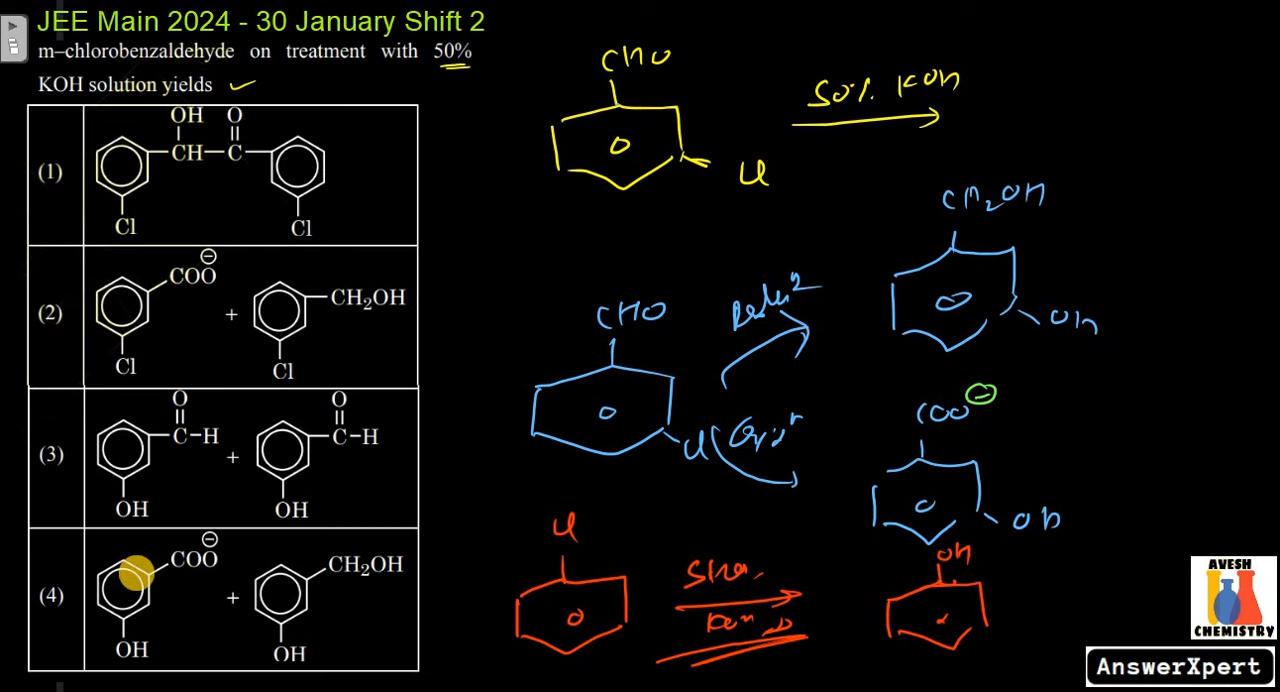 JEE Main 2024 - 30 January Shift 2
m–chlorobenzaldehyde on treatment with 50%
KOH solution yields
(1)
OH O
CH–C
Cl Cl
(2)
COO⊖
+
CH₂OH
Cl Cl
(3)
O O
C–H + C–H
OH OH
(4)
COO⊖
+
CH₂OH
OH OH
CHO
50% KOH
Cl
CHO
Cl
CH₂OH
OH
COO⊖
OH
Cl
OH
AVESH
CHEMISTRY
AnswerXpert